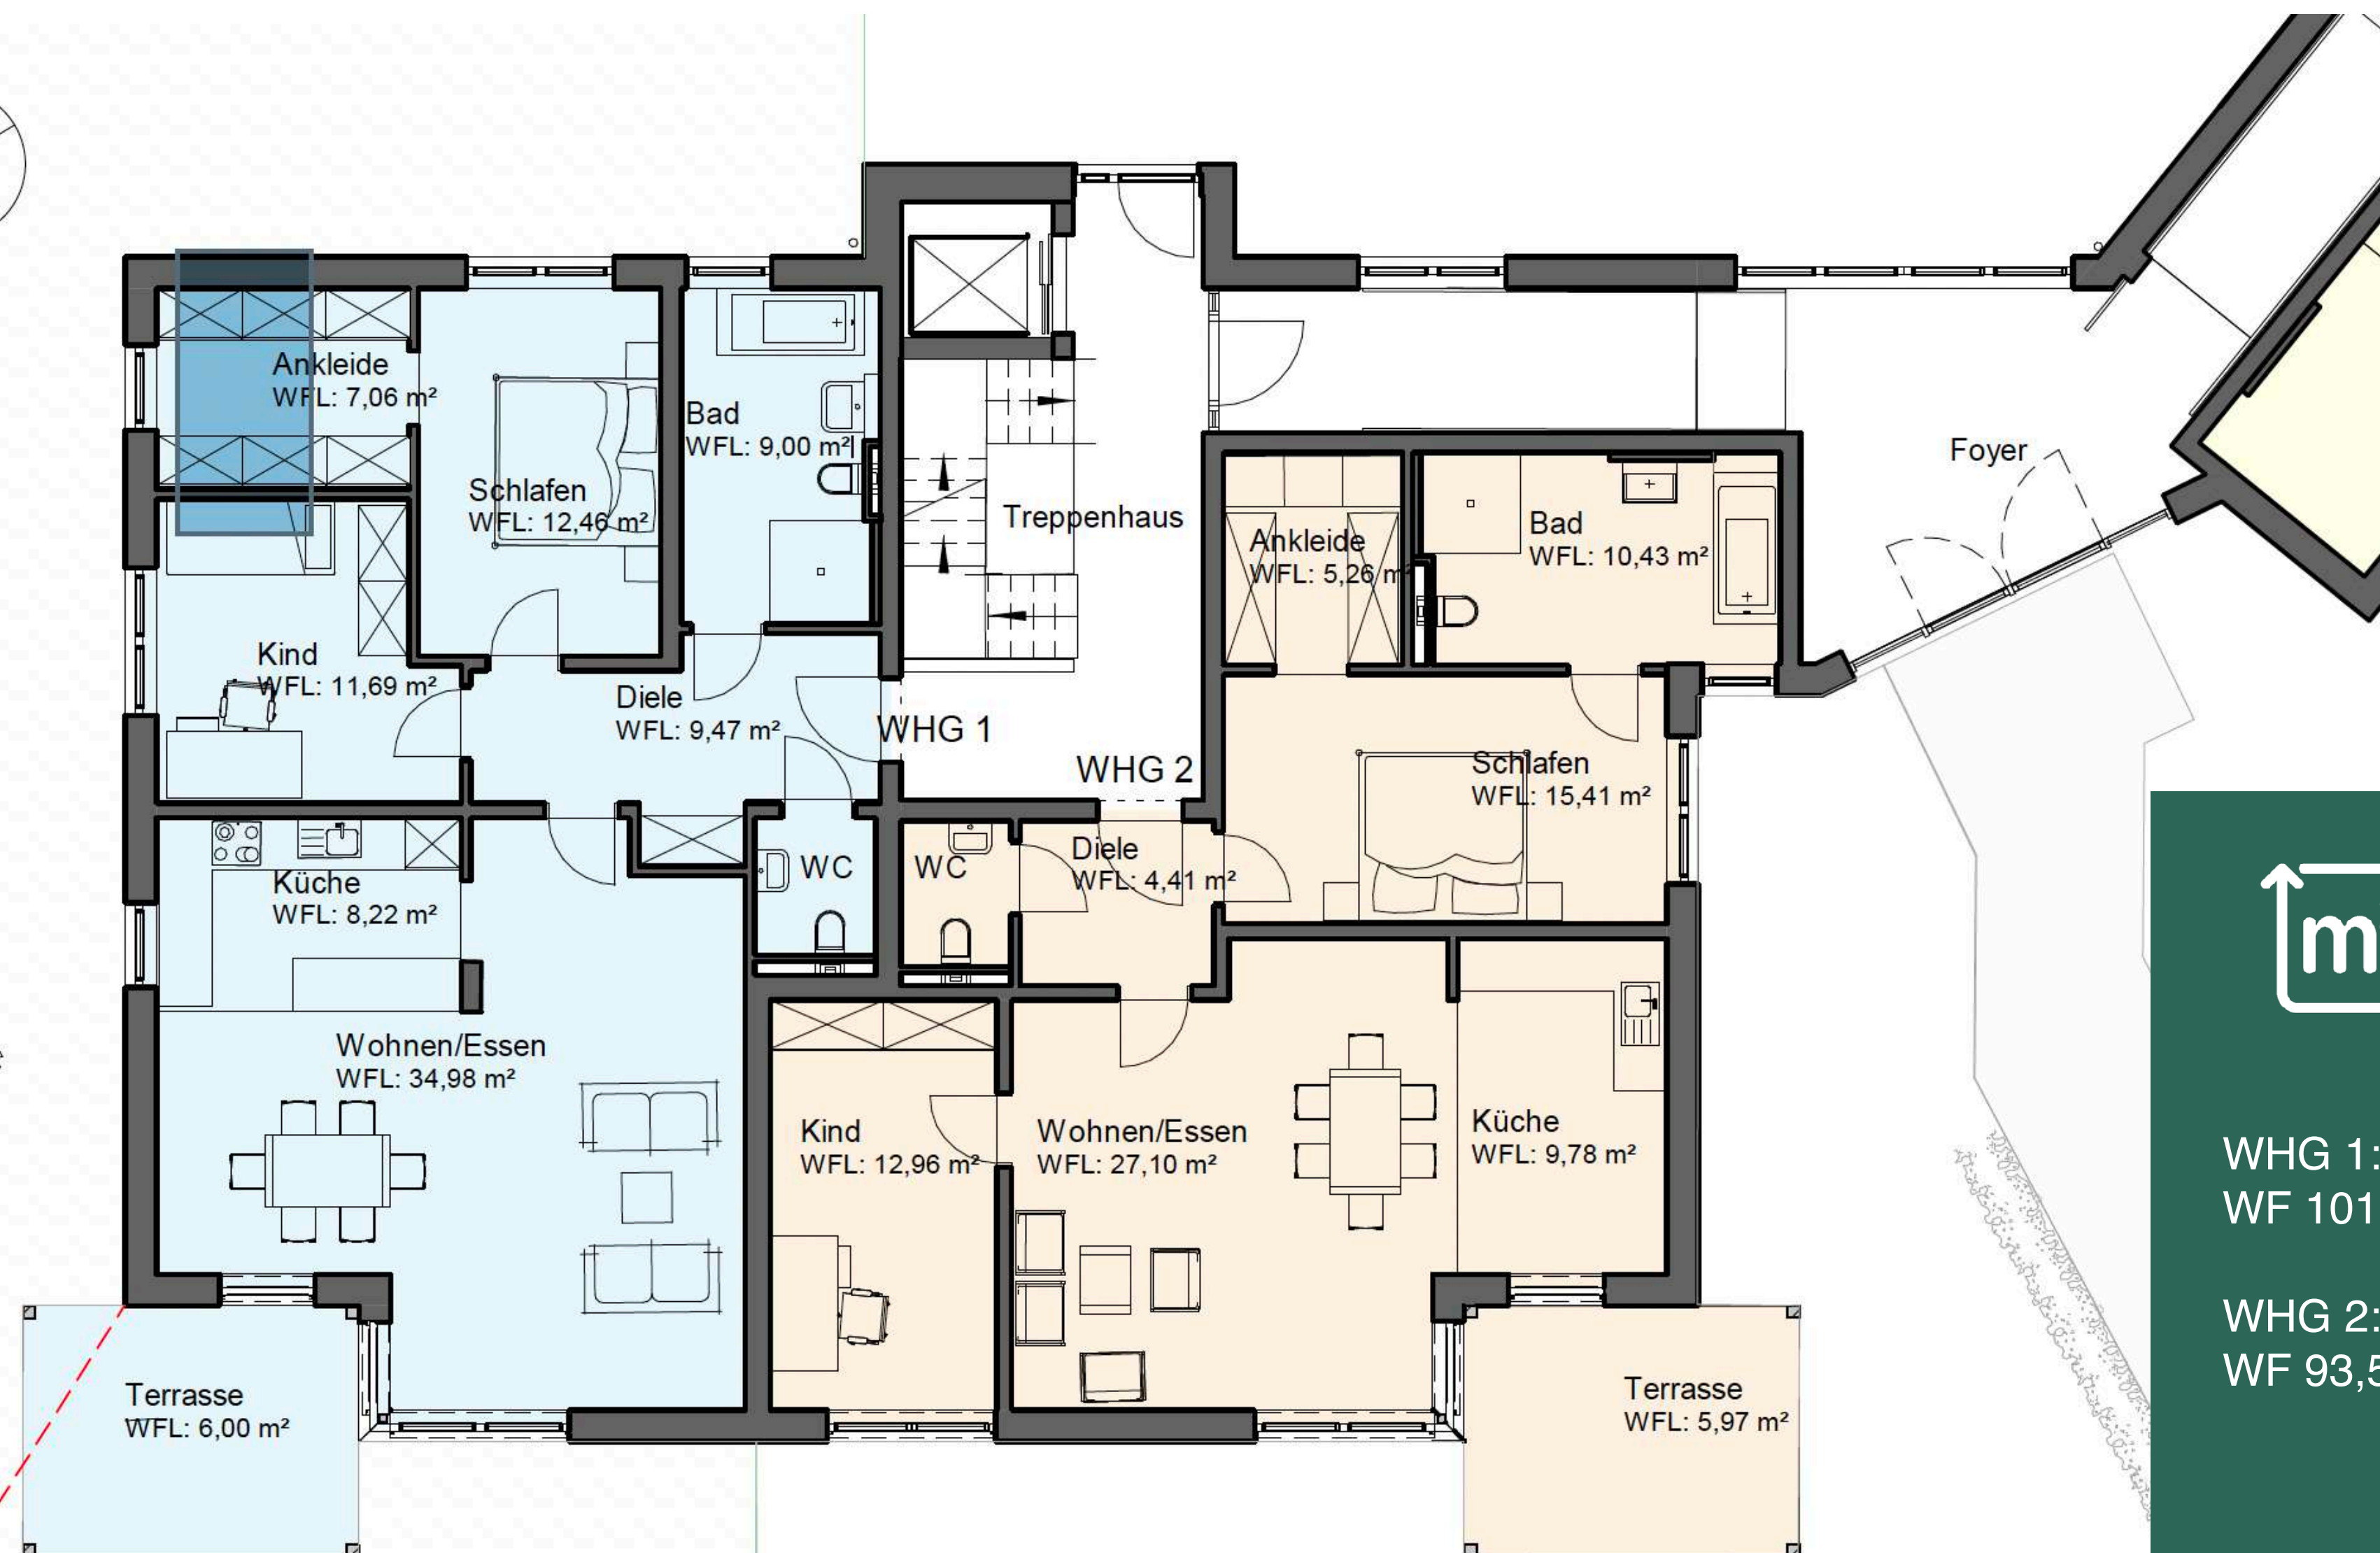 Ankleide
WFL: 7,06 m²
Schlafen
WFL: 12,46 m²
Bad
WFL: 9,00 m²
Kind
WFL: 11,69 m²
Diele
WFL: 9,47 m²
WHG 1
WC
Küche
WFL: 8,22 m²
Wohnen/Essen
WFL: 34,98 m²
Terrasse
WFL: 6,00 m²
Treppenhaus
WHG 2
Foyer
Ankleide
WFL: 5,26 m
Bad
WFL: 10,43 m²
Schlafen
WFL: 15,41 m²
WC
Diele
WFL: 4,41 m²
Kind
WFL: 12,96 m²
Wohnen/Essen
WFL: 27,10 m²
Küche
WFL: 9,78 m²
Terrasse
WFL: 5,97 m²
m
WHG 1:
WF 101
WHG 2:
WF 93,5